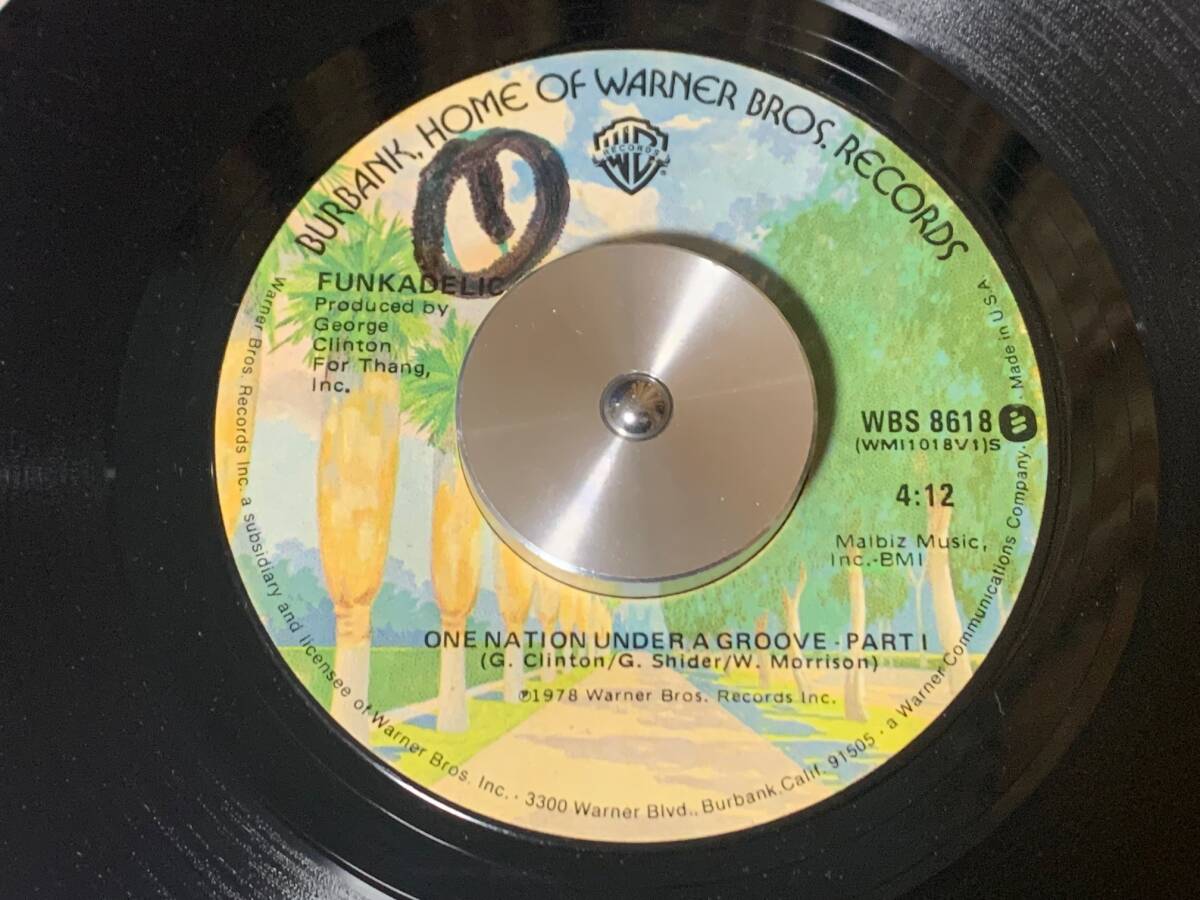 BURBANK, HOME OF WARNER BROS. RECORDS
W B
RECORDS
®
1
FUNKADELIC
Produced by
George
Clinton
For Thang,
Inc.
WBS 8618
(WMI1018V1)S
4:12
Malbiz Music,
Inc.-BMI
ONE NATION UNDER A GROOVE - PART I
(G. Clinton/G. Shider/W. Morrison)
℗1978 Warner Bros. Records Inc.
Warner Bros. Records Inc. a subsidiary and licensee of Warner Bros. Inc. · 3300 Warner Blvd., Burbank, Calif. 91505 · a Warner Communications Company. Made in U.S.A.